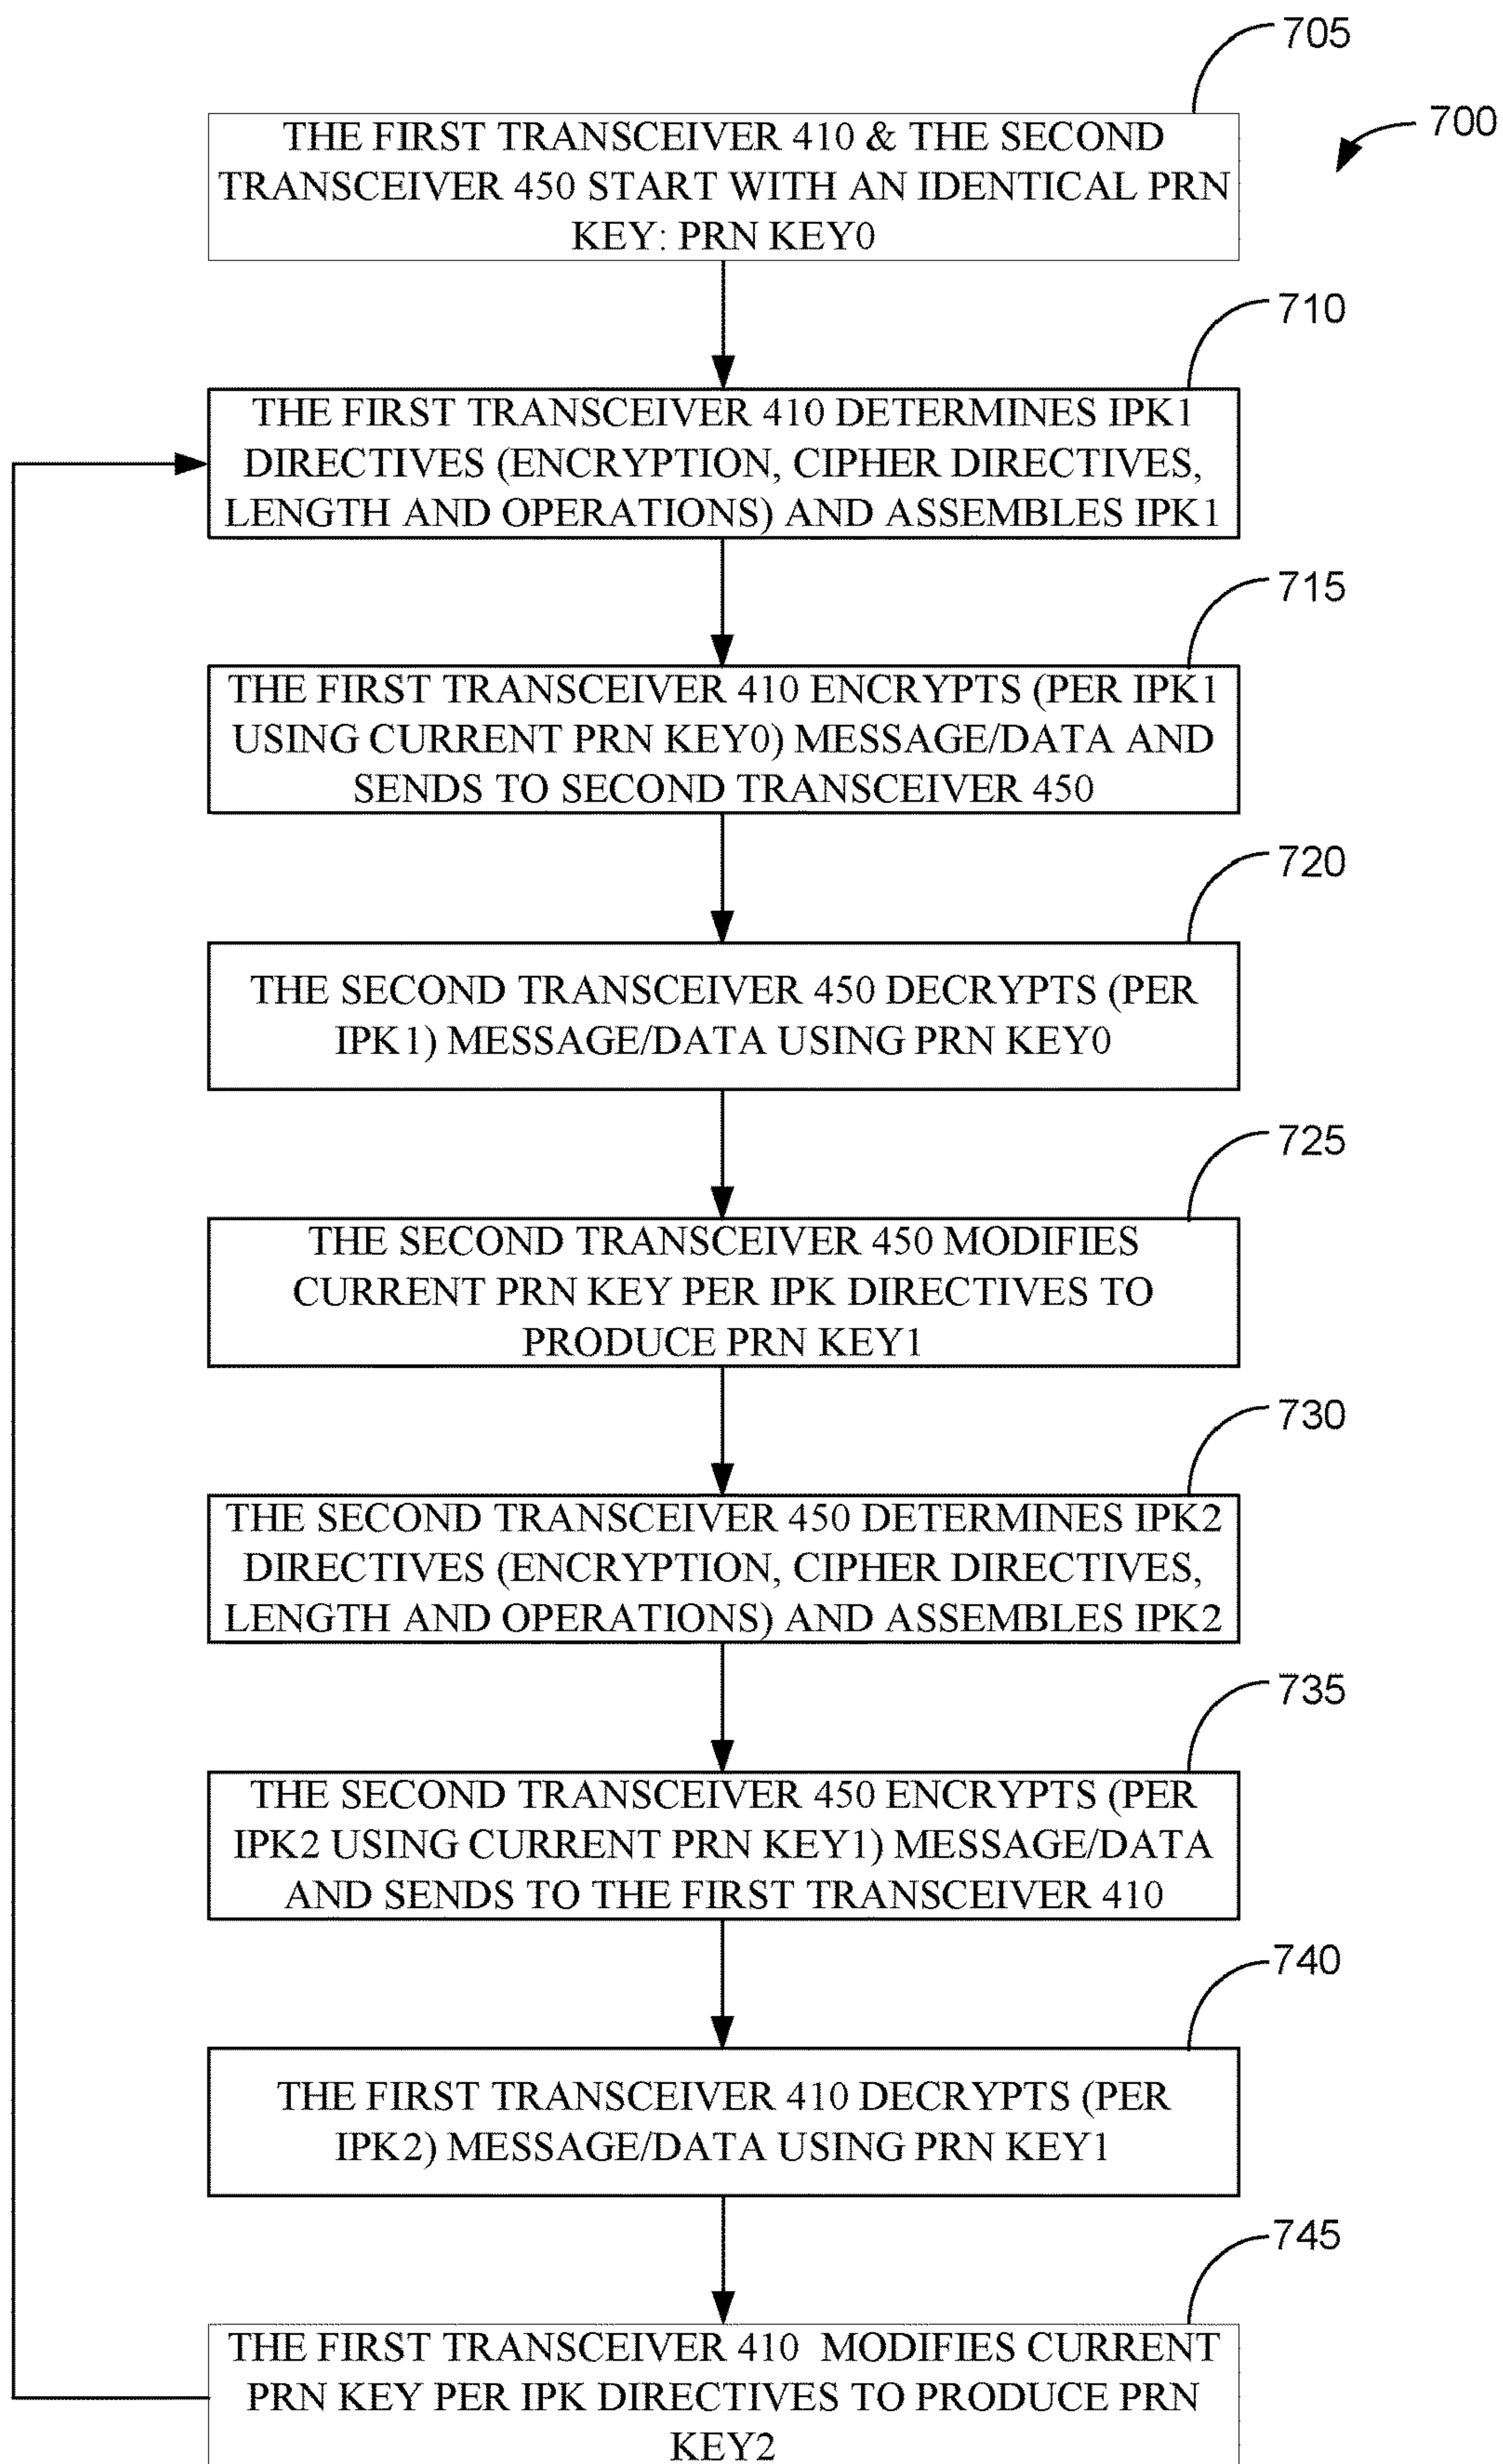 705
700
THE FIRST TRANSCEIVER 410 & THE SECOND
TRANSCEIVER 450 START WITH AN IDENTICAL PRN
KEY: PRN KEY0
710
THE FIRST TRANSCEIVER 410 DETERMINES IPK1
DIRECTIVES (ENCRYPTION, CIPHER DIRECTIVES,
LENGTH AND OPERATIONS) AND ASSEMBLES IPK1
715
THE FIRST TRANSCEIVER 410 ENCRYPTS (PER IPK1
USING CURRENT PRN KEY0) MESSAGE/DATA AND
SENDS TO SECOND TRANSCEIVER 450
720
THE SECOND TRANSCEIVER 450 DECRYPTS (PER
IPK1) MESSAGE/DATA USING PRN KEY0
725
THE SECOND TRANSCEIVER 450 MODIFIES
CURRENT PRN KEY PER IPK DIRECTIVES TO
PRODUCE PRN KEY1
730
THE SECOND TRANSCEIVER 450 DETERMINES IPK2
DIRECTIVES (ENCRYPTION, CIPHER DIRECTIVES,
LENGTH AND OPERATIONS) AND ASSEMBLES IPK2
735
THE SECOND TRANSCEIVER 450 ENCRYPTS (PER
IPK2 USING CURRENT PRN KEY1) MESSAGE/DATA
AND SENDS TO THE FIRST TRANSCEIVER 410
740
THE FIRST TRANSCEIVER 410 DECRYPTS (PER
IPK2) MESSAGE/DATA USING PRN KEY1
745
THE FIRST TRANSCEIVER 410 MODIFIES CURRENT
PRN KEY PER IPK DIRECTIVES TO PRODUCE PRN
KEY2